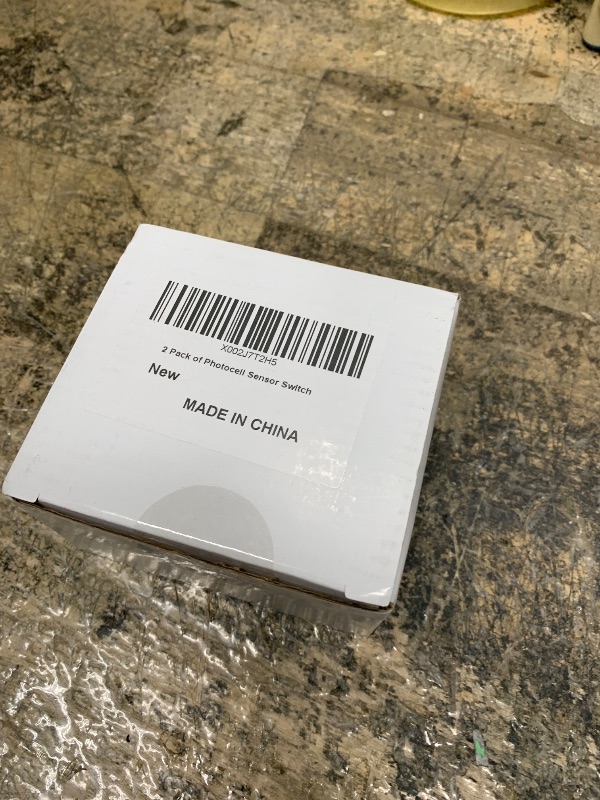 X002J7T2H5
2 Pack of Photocell Sensor Switch
New
MADE IN CHINA